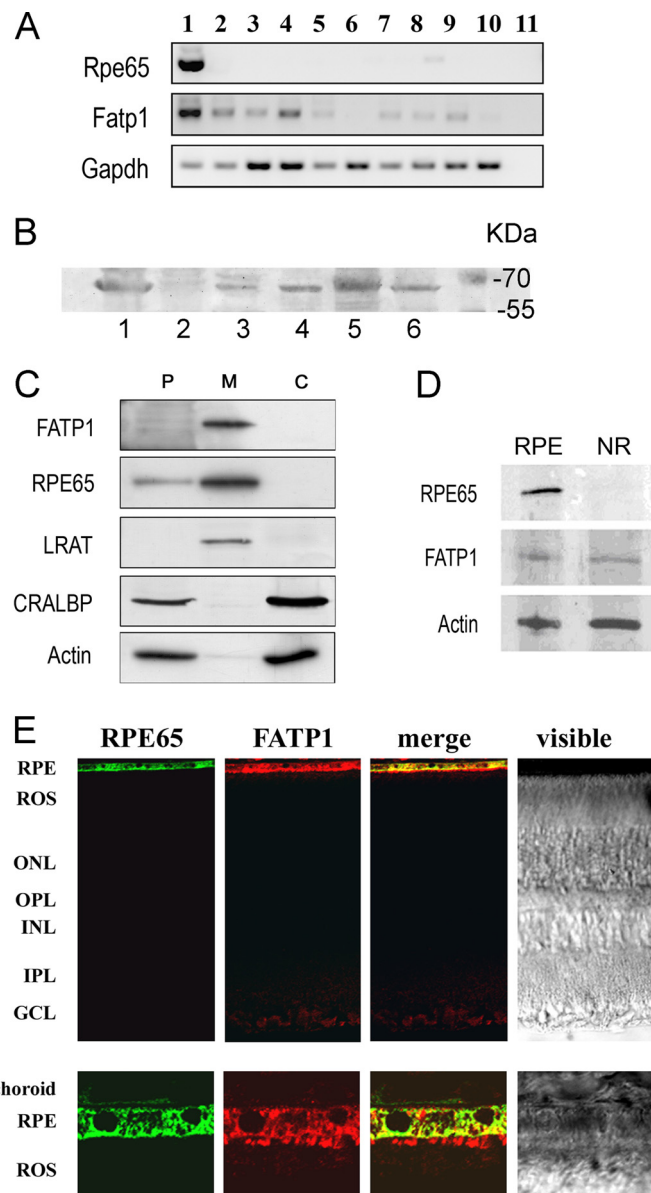 A
1 2 3 4 5 6 7 8 9 10 11
Rpe65
Fatp1
Gapdh
B
KDa
-70
-55
1 2 3 4 5 6
C
P M C
FATP1
RPE65
LRAT
CRALBP
Actin
D
RPE NR
RPE65
FATP1
Actin
E
RPE65 FATP1 merge visible
RPE
ROS
ONL
OPL
INL
IPL
GCL
horoid
RPE
ROS